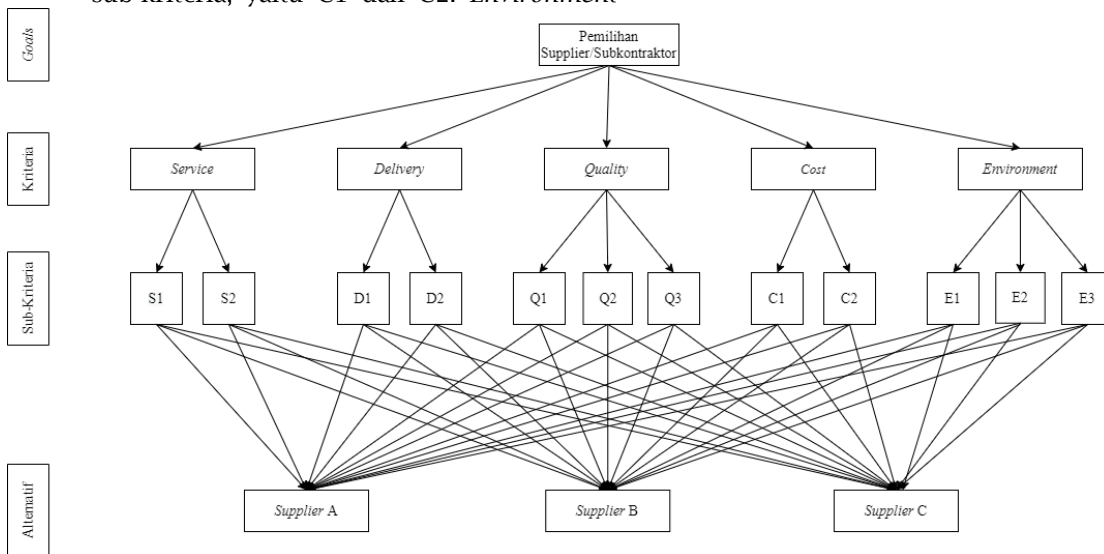 sub-kriteria, yaitu C1 dan C2. Environment
Goals
Pemilihan
Supplier/Subkontraktor
Kriteria
Service
Delivery
Quality
Cost
Environment
Sub-Kriteria
S1
S2
D1
D2
Q1
Q2
Q3
C1
C2
E1
E2
E3
Alternatif
Supplier A
Supplier B
Supplier C